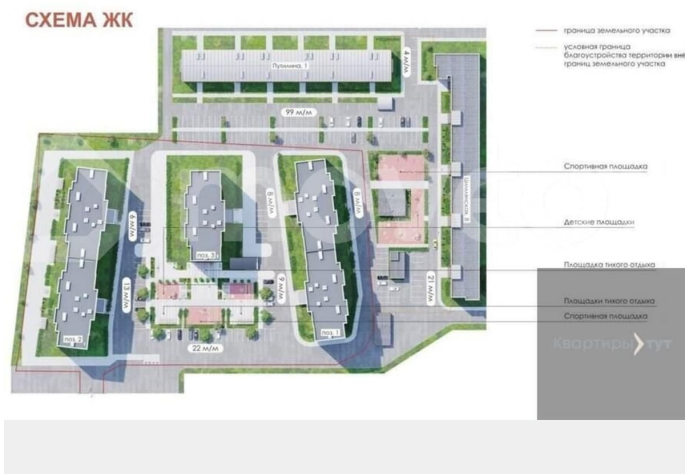 СХЕМА ЖК
граница земельного участка
условная граница
благоустройства территории вне
границ земельного участка
Пулимина, 1
4 м/м
99 м/м
Спортивная площадка
8 м/м
8 м/м
6 м/м
Детские площадки
поз. 3
Площадка тихого отдыха
13 м/м
9 м/м
21 м/м
Площадки тихого отдыха
Спортивная площадка
поз. 2
поз. 1
22 м/м
Квартиры тут